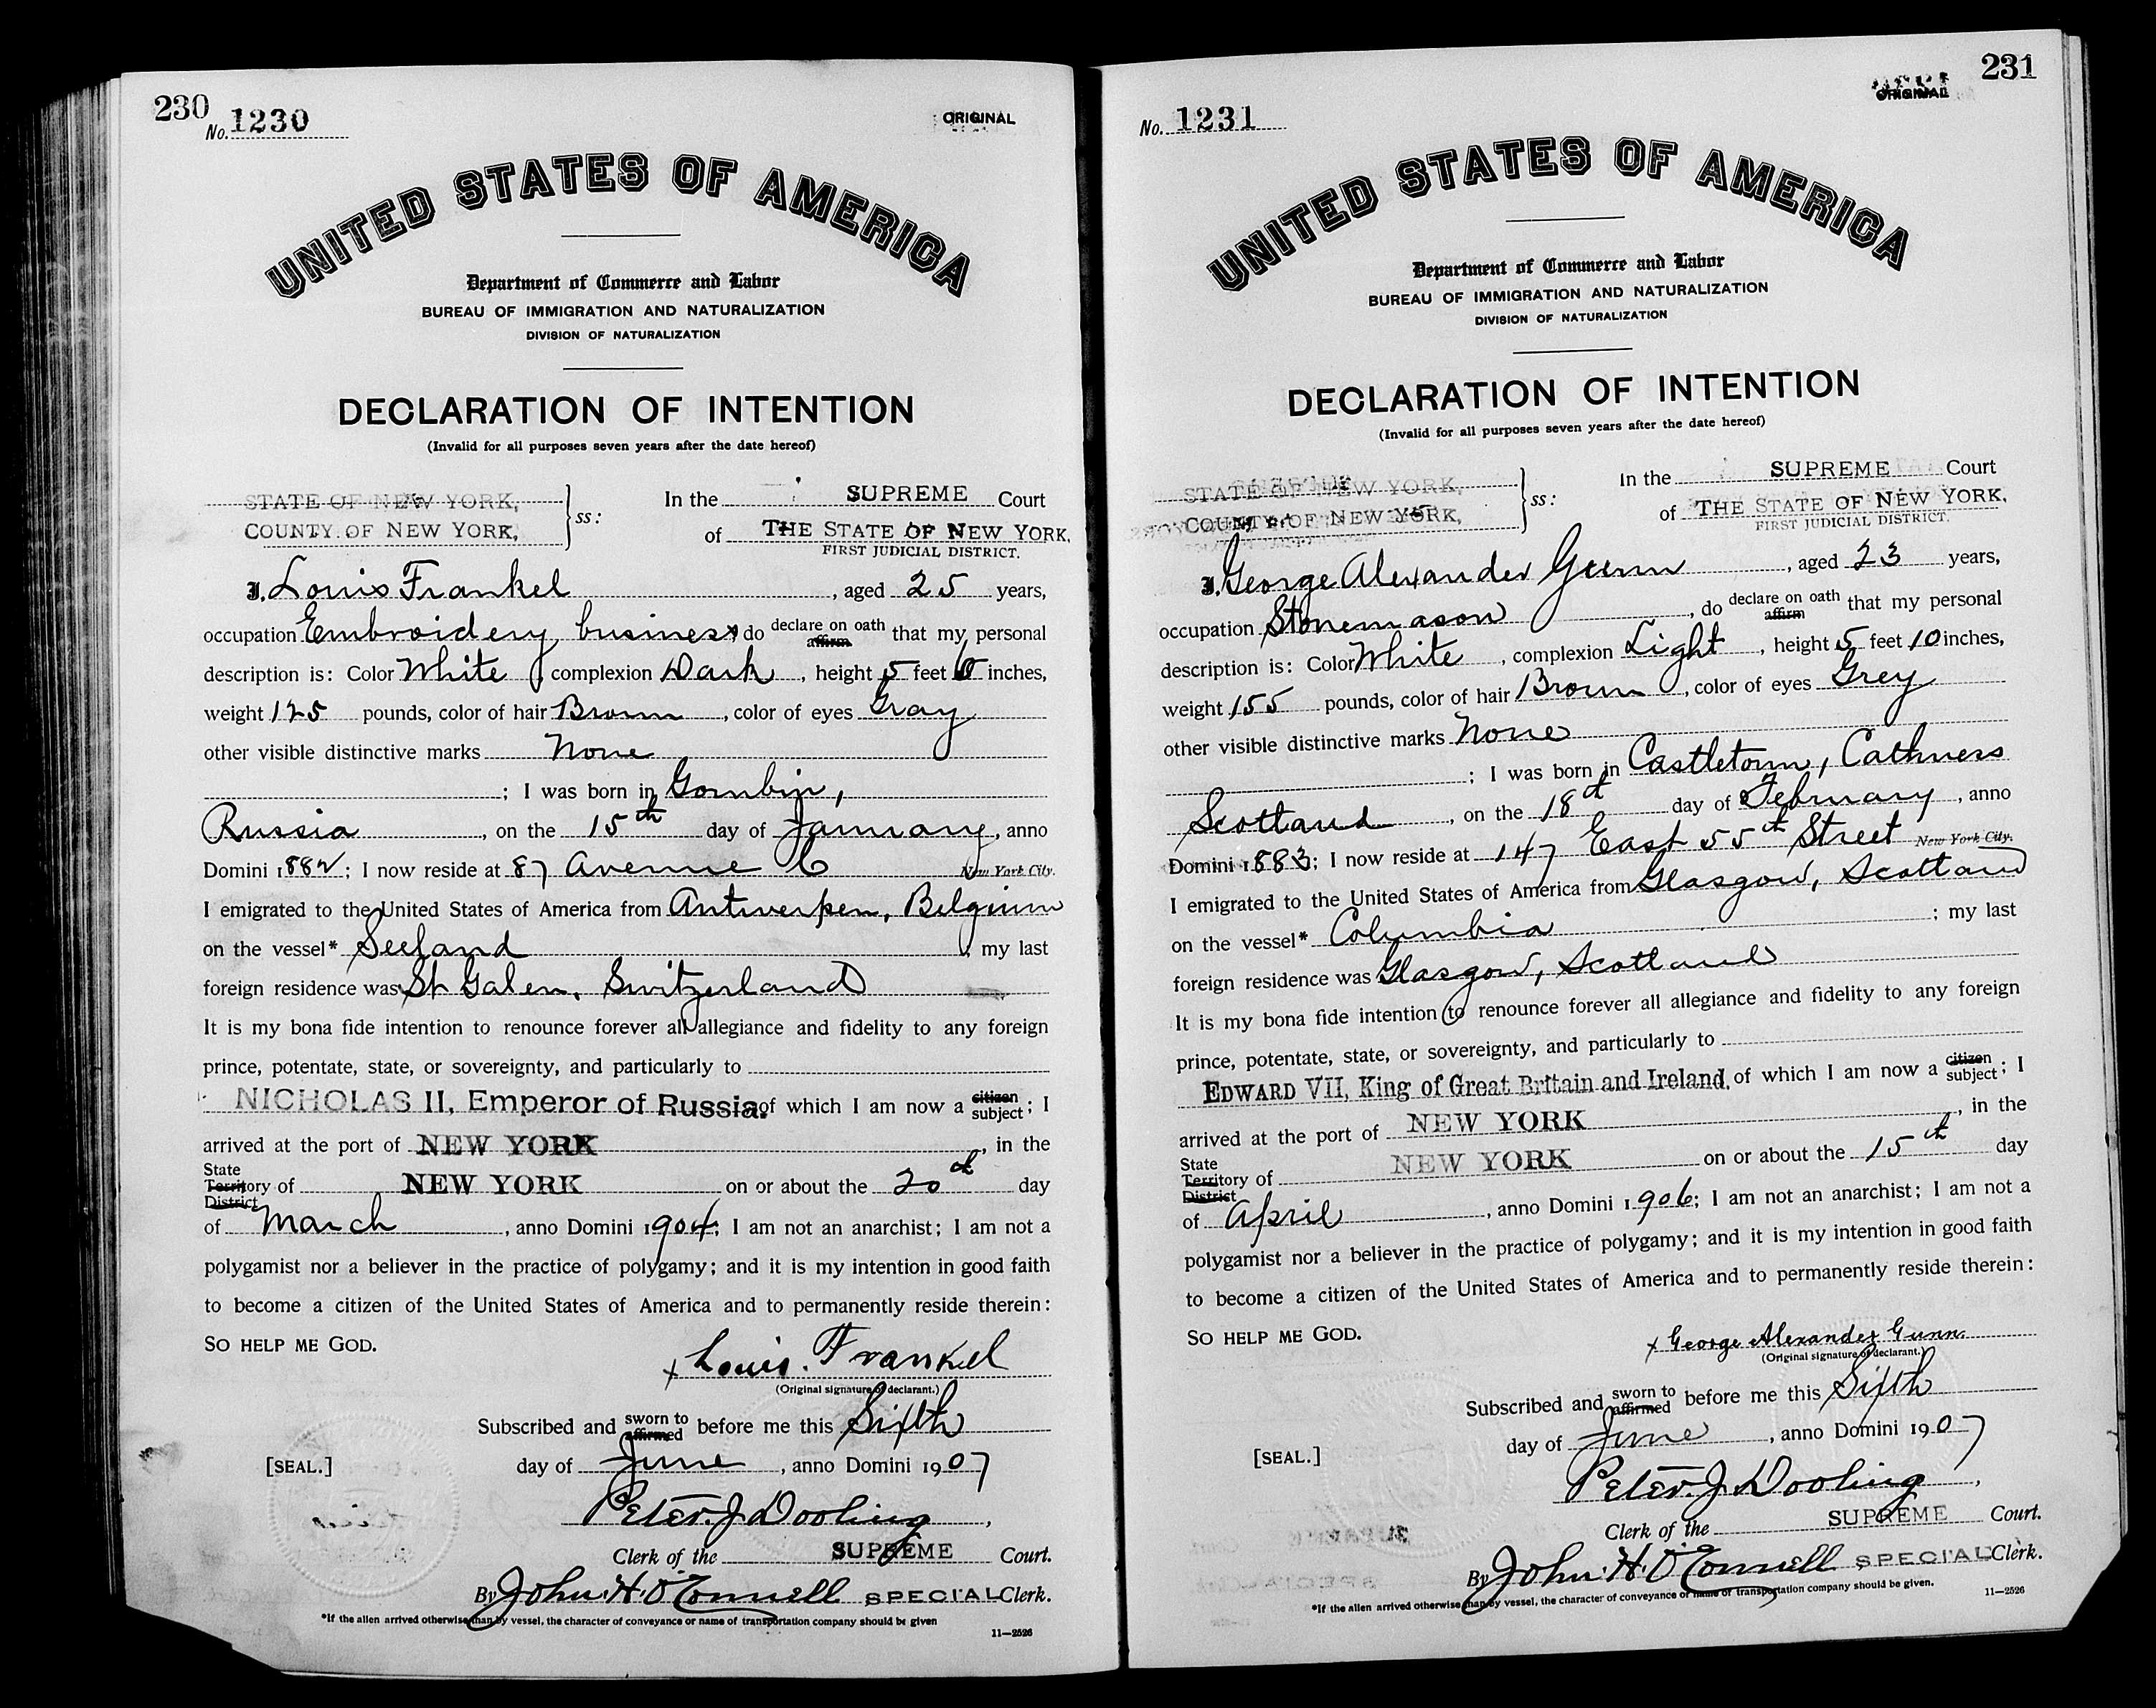 230
No. 1230
ORIGINAL
UNITED STATES OF AMERICA
Department of Commerce and Labor
BUREAU OF IMMIGRATION AND NATURALIZATION
DIVISION OF NATURALIZATION
DECLARATION OF INTENTION
(Invalid for all purposes seven years after the date hereof)
STATE OF NEW YORK,
COUNTY OF NEW YORK,
ss:
In the SUPREME Court
of THE STATE OF NEW YORK.
FIRST JUDICIAL DISTRICT.
I, Louis Frankel, aged 25 years,
occupation Embroidery business, do declare on oath affirm that my personal
description is: Color White, complexion Dark, height 5 feet 6 inches,
weight 125 pounds, color of hair Brown, color of eyes Gray
other visible distinctive marks None
; I was born in Gombin,
Russia, on the 15th day of January, anno
Domini 1882; I now reside at 87 Avenue C New York City.
I emigrated to the United States of America from Antwerpen, Belgium
on the vessel* Seeland; my last
foreign residence was St Galen, Switzerland
It is my bona fide intention to renounce forever all allegiance and fidelity to any foreign
prince, potentate, state, or sovereignty, and particularly to
NICHOLAS II, Emperor of Russia. of which I am now a citizen subject; I
arrived at the port of NEW YORK, in the
State Territory District of NEW YORK on or about the 20th day
of March, anno Domini 1904; I am not an anarchist; I am not a
polygamist nor a believer in the practice of polygamy; and it is my intention in good faith
to become a citizen of the United States of America and to permanently reside therein:
SO HELP ME GOD.
x Louis. Frankel
(Original signature of declarant.)
Subscribed and sworn to affirmed before me this Sixth
[SEAL.]
day of June, anno Domini 1907
Peter J Dooling,
Clerk of the SUPREME Court.
By John H. O'Connell SPECIAL Clerk.
*If the alien arrived otherwise than by vessel, the character of conveyance or name of transportation company should be given
11—2526
231
No. 1231
ORIGINAL
UNITED STATES OF AMERICA
Department of Commerce and Labor
BUREAU OF IMMIGRATION AND NATURALIZATION
DIVISION OF NATURALIZATION
DECLARATION OF INTENTION
(Invalid for all purposes seven years after the date hereof)
STATE OF NEW YORK,
COUNTY OF NEW YORK,
ss:
In the SUPREME Court
of THE STATE OF NEW YORK.
FIRST JUDICIAL DISTRICT.
I, George Alexander Gunn, aged 23 years,
occupation Stonemason, do declare on oath affirm that my personal
description is: Color White, complexion Light, height 5 feet 10 inches,
weight 155 pounds, color of hair Brown, color of eyes Grey
other visible distinctive marks None
; I was born in Castletown, Cathness
Scotland, on the 18th day of February, anno
Domini 1883; I now reside at 147 East 55th Street New York City.
I emigrated to the United States of America from Glasgow, Scotland
on the vessel* Columbia; my last
foreign residence was Glasgow, Scotland
It is my bona fide intention to renounce forever all allegiance and fidelity to any foreign
prince, potentate, state, or sovereignty, and particularly to
EDWARD VII, King of Great Britain and Ireland, of which I am now a citizen subject; I
arrived at the port of NEW YORK, in the
State Territory District of NEW YORK on or about the 15th day
of April, anno Domini 1906; I am not an anarchist; I am not a
polygamist nor a believer in the practice of polygamy; and it is my intention in good faith
to become a citizen of the United States of America and to permanently reside therein:
SO HELP ME GOD.
x George Alexander Gunn.
(Original signature of declarant.)
Subscribed and sworn to affirmed before me this Sixth
[SEAL.]
day of June, anno Domini 1907
Peter J Dooling,
Clerk of the SUPREME Court.
By John H. O'Connell SPECIAL Clerk.
*If the alien arrived otherwise than by vessel, the character of conveyance or name of transportation company should be given.
11—2526